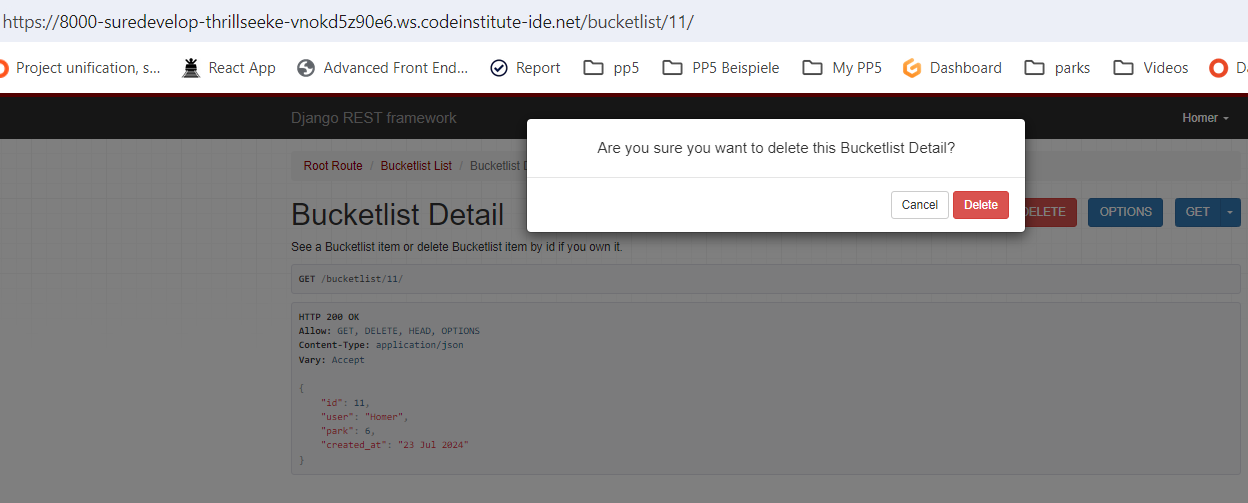 https://8000-suredevelop-thrillseeke-vnokd5z90e6.ws.codeinstitute-ide.net/bucketlist/11/
Project unification, s... React App Advanced Front End... Report pp5 PP5 Beispiele My PP5 Dashboard parks Videos
Django REST framework Homer
Are you sure you want to delete this Bucketlist Detail?
Root Route / Bucketlist List / Bucketlist
Cancel Delete
Bucketlist Detail
OPTIONS GET
See a Bucketlist item or delete Bucketlist item by id if you own it.
GET /bucketlist/11/
HTTP 200 OK
Allow: GET, DELETE, HEAD, OPTIONS
Content-Type: application/json
Vary: Accept
{
"id": 11,
"user": "Homer",
"park": 6,
"created_at": "23 Jul 2024"
}